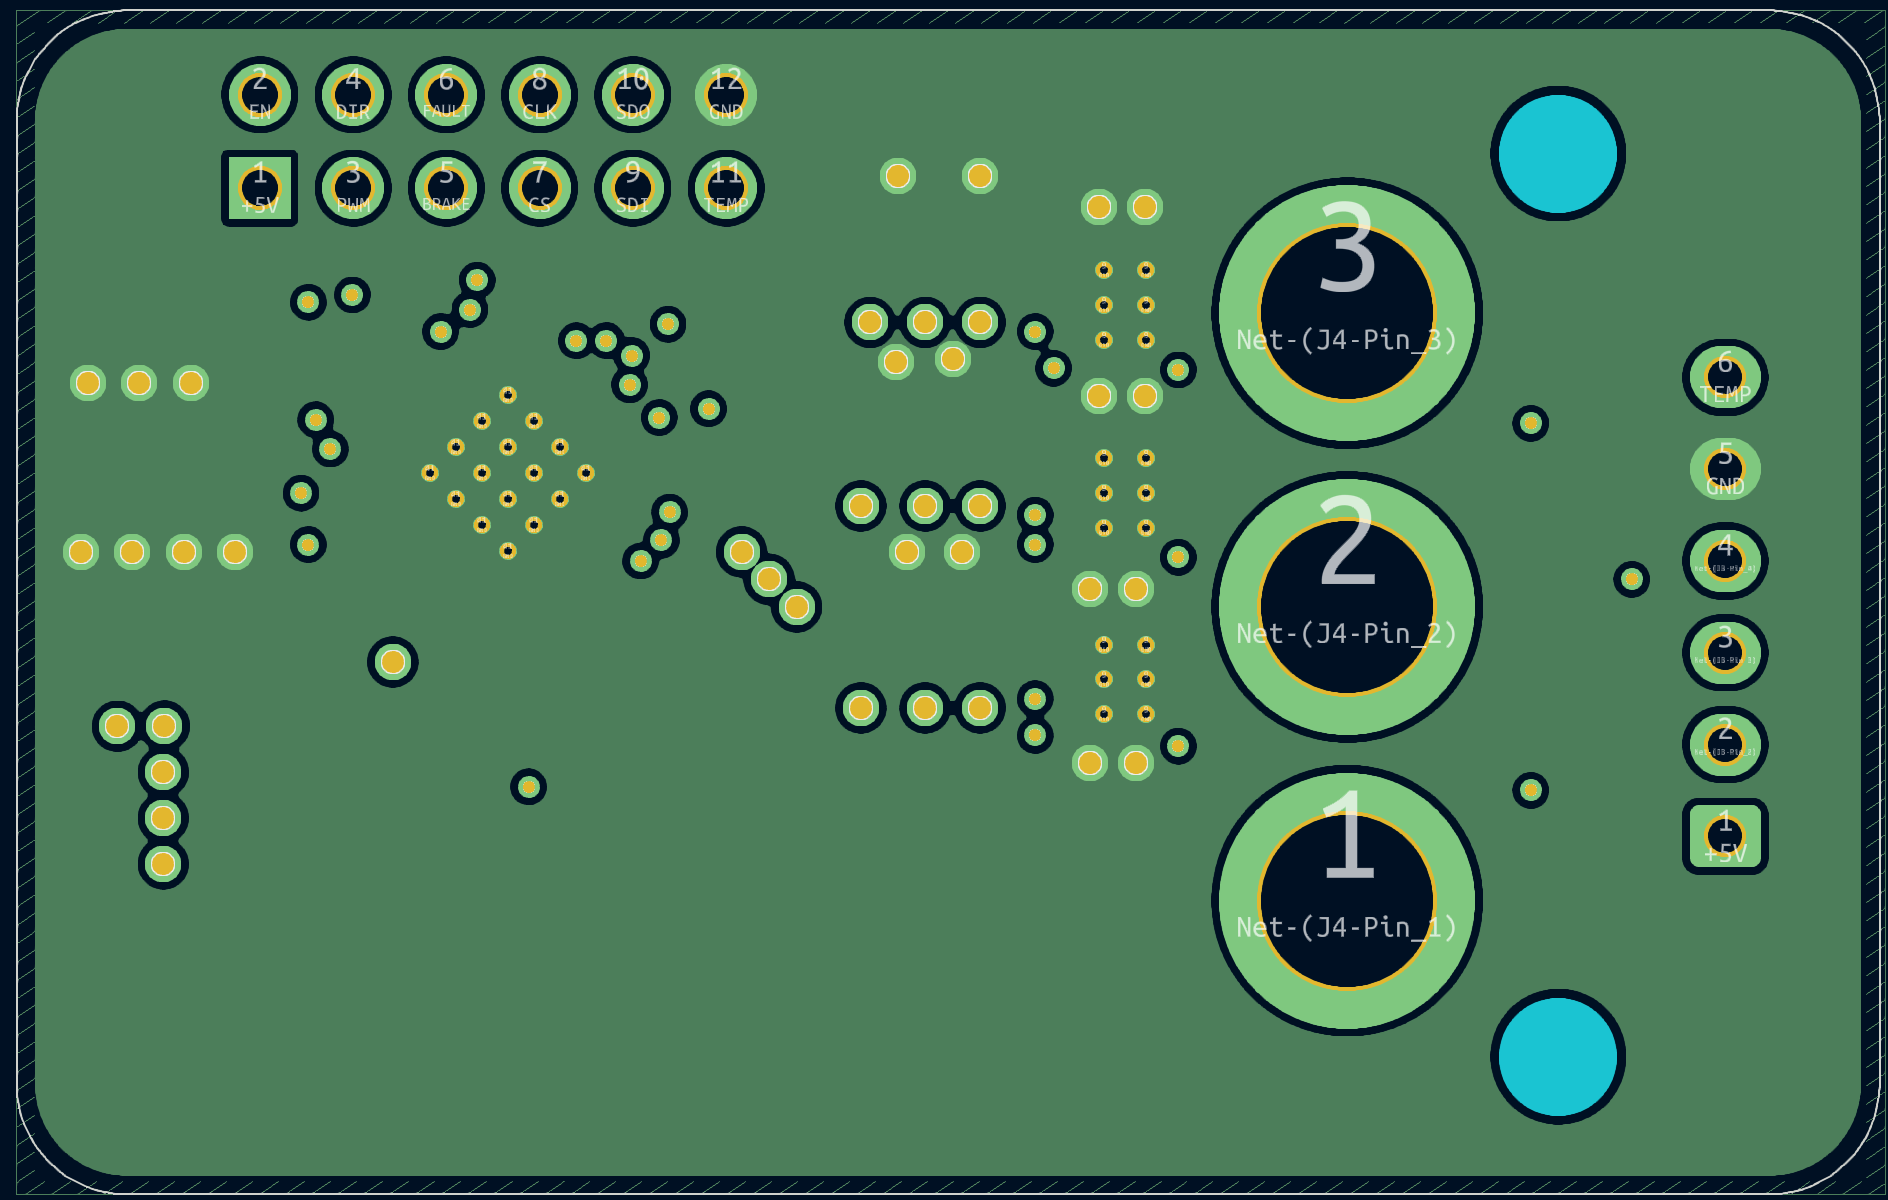 2 4 6 8 10 12
EN DIR FAULT CLK SDO GND
1 3 5 7 9 11
+5V PWM BRAKE CS SDI TEMP
3
Net-(J4-Pin_3)
2
Net-(J4-Pin_2)
1
Net-(J4-Pin_1)
6
TEMP
5
GND
4
3
2
1
+5V